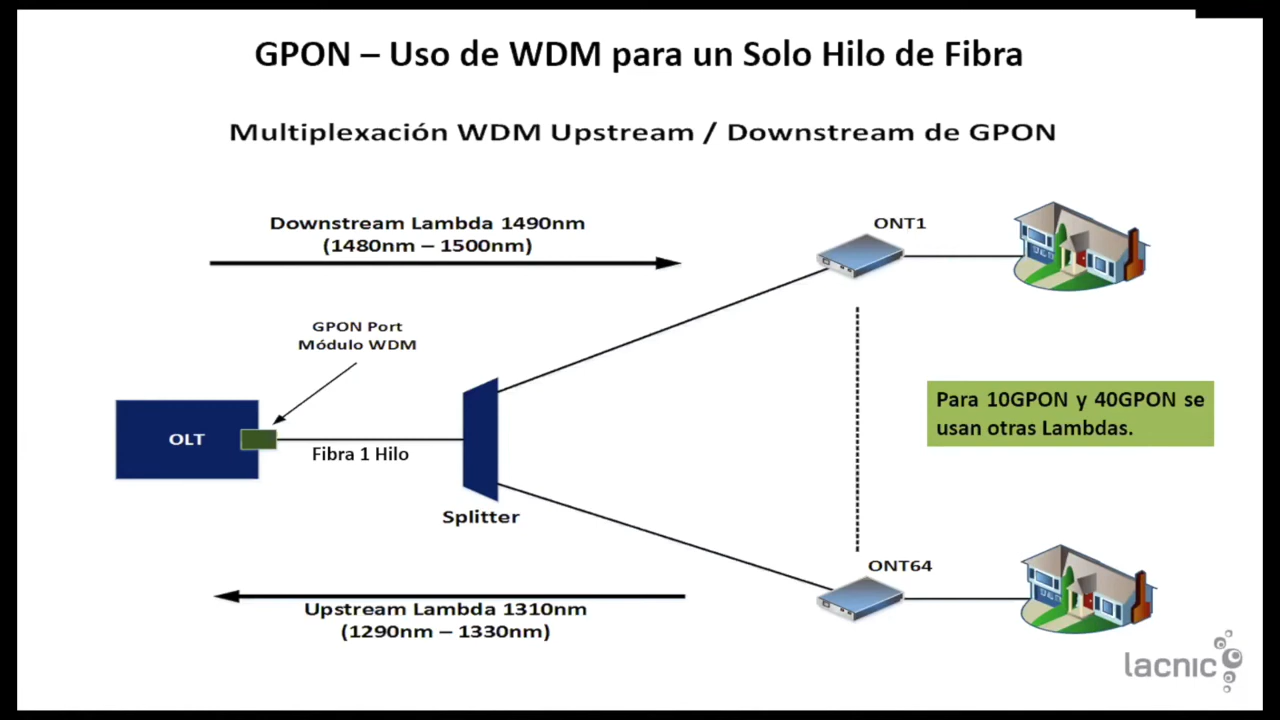 GPON – Uso de WDM para un Solo Hilo de Fibra
Multiplexación WDM Upstream / Downstream de GPON
Downstream Lambda 1490nm
(1480nm – 1500nm)
ONT1
GPON Port
Módulo WDM
Para 10GPON y 40GPON se
usan otras Lambdas.
OLT
Fibra 1 Hilo
Splitter
ONT64
Upstream Lambda 1310nm
(1290nm – 1330nm)
lacnic